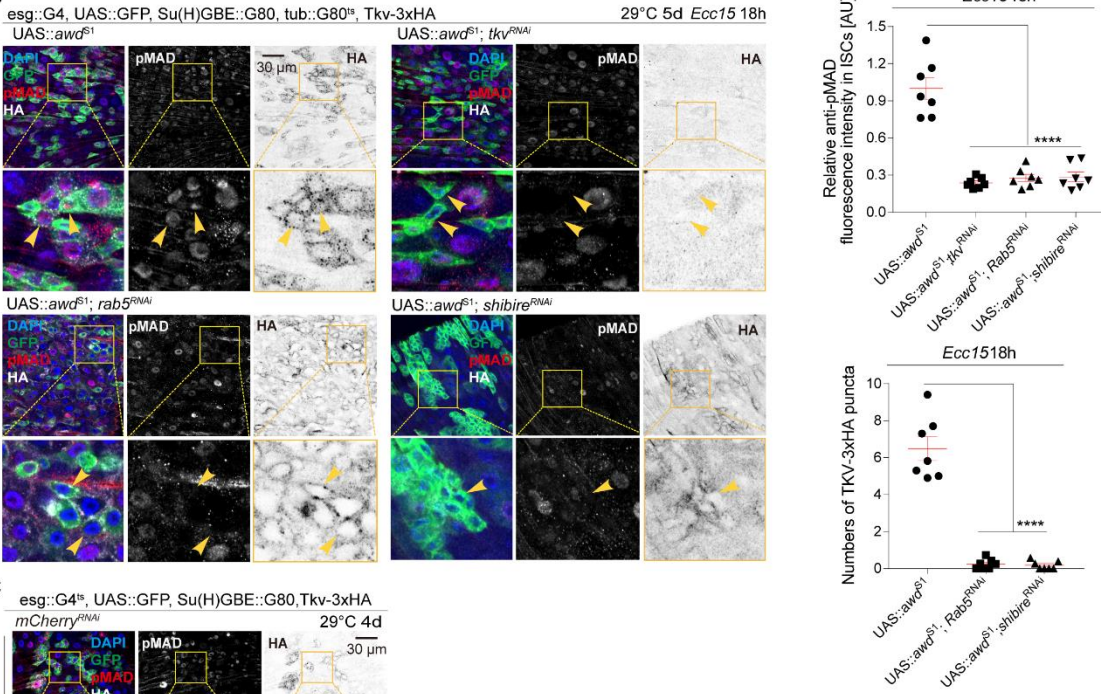 esg::G4, UAS::GFP, Su(H)GBE::G80, tub::G80ts, Tkv-3xHA 29°C 5d Ecc15 18h
UAS::awdS1
DAPI
GFP
pMAD
HA
pMAD
30 µm
HA
UAS::awdS1; tkvRNAi
DAPI
GFP
pMAD
HA
pMAD
HA
UAS::awdS1; rab5RNAi
DAPI
GFP
pMAD
HA
pMAD
HA
UAS::awdS1; shibireRNAi
DAPI
GFP
pMAD
HA
pMAD
HA
esg::G4ts, UAS::GFP, Su(H)GBE::G80,Tkv-3xHA
mCherryRNAi 29°C 4d
DAPI
GFP
pMAD
HA
pMAD
HA
30 µm
Relative anti-pMAD
fluorescence intensity in ISCs [AU]
1.5
1.2
0.9
0.6
0.3
0.0
****
UAS::awdS1
UAS::awdS1;tkvRNAi
UAS::awdS1; Rab5RNAi
UAS::awdS1;shibireRNAi
Ecc1518h
Numbers of TKV-3xHA puncta
10
8
6
4
2
0
****
UAS::awdS1
UAS::awdS1; Rab5RNAi
UAS::awdS1;shibireRNAi